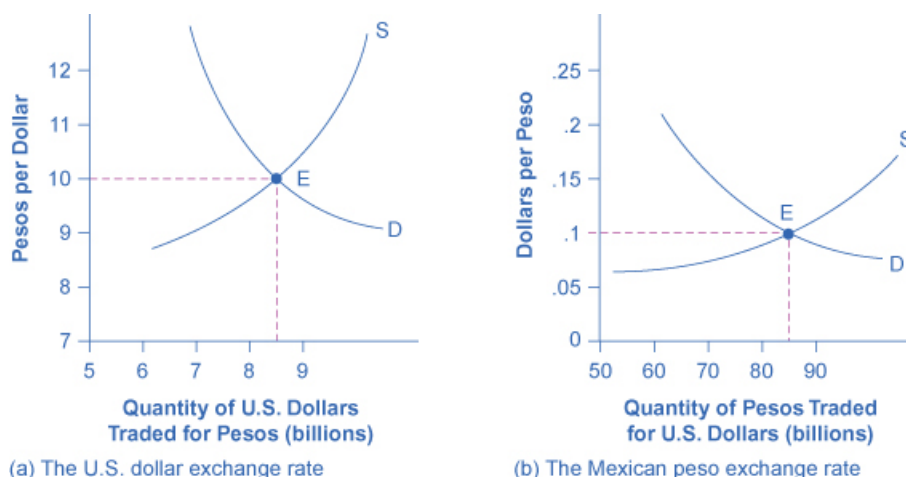 Pesos per Dollar
12
11
10
9
8
7
5
6
7
8
9
S
E
D
Quantity of U.S. Dollars
Traded for Pesos (billions)
(a) The U.S. dollar exchange rate
Dollars per Peso
.25
.2
.15
.1
.05
0
50
60
70
80
90
S
E
D
Quantity of Pesos Traded
for U.S. Dollars (billions)
(b) The Mexican peso exchange rate